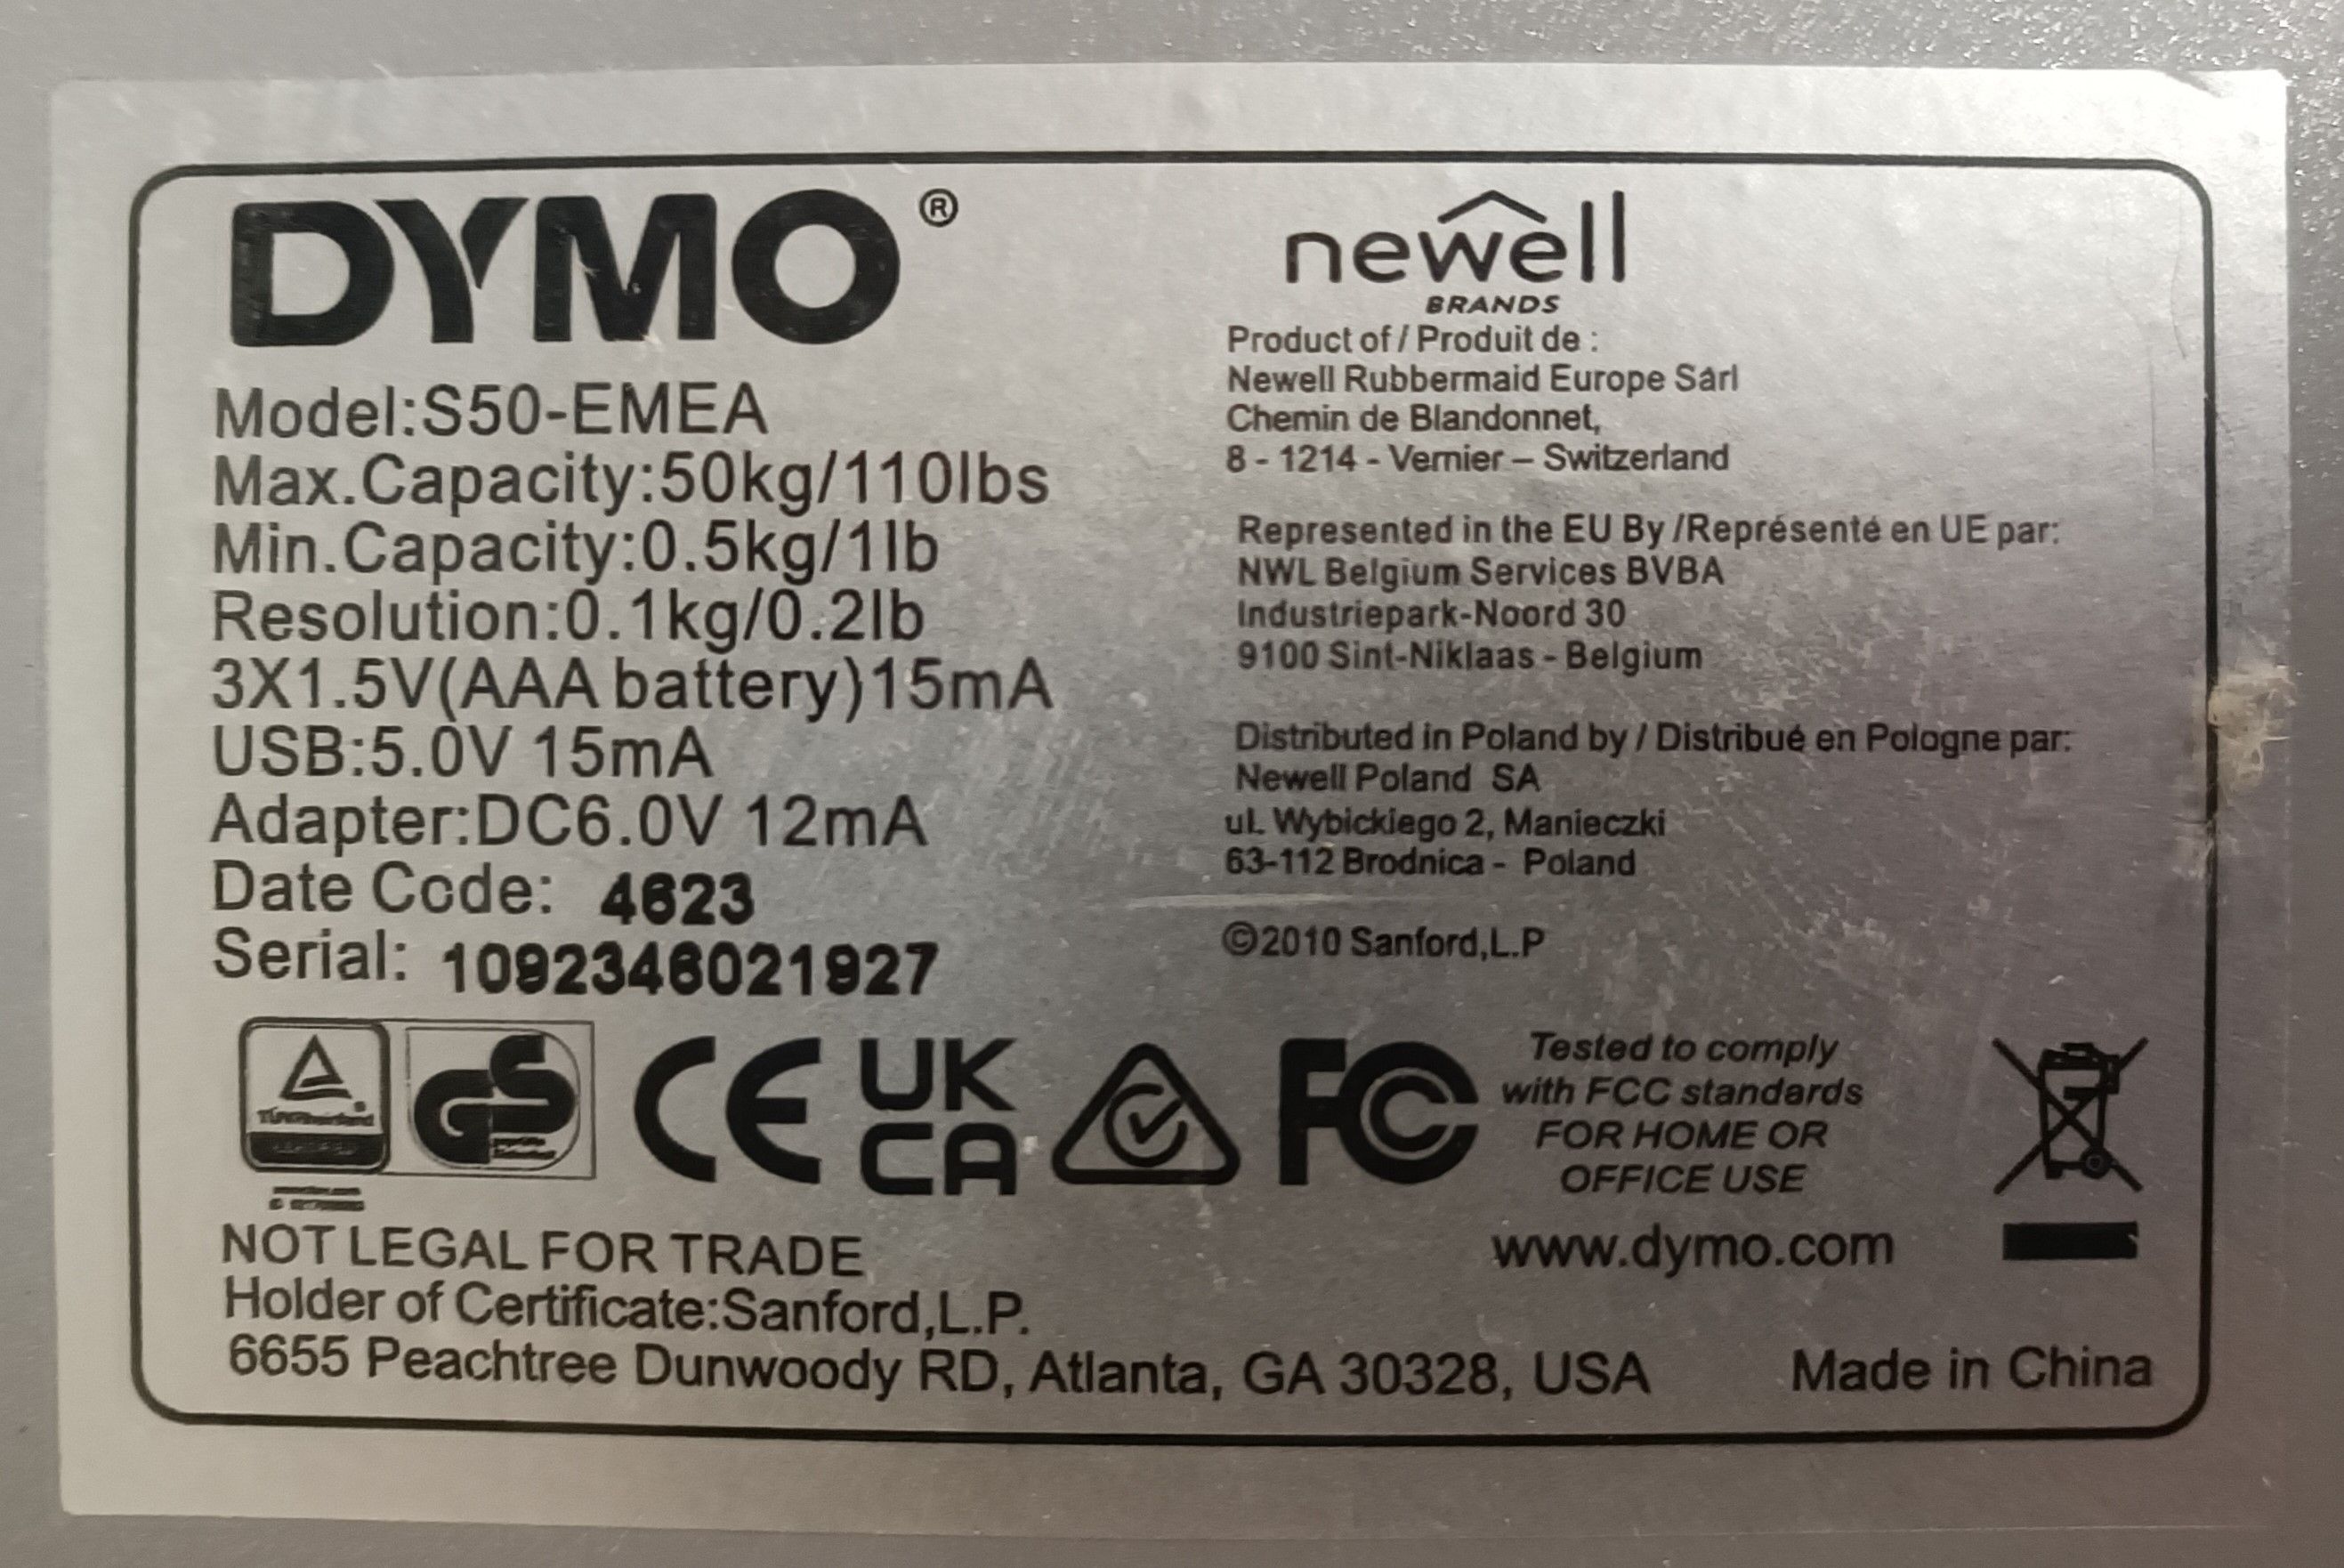 DYMO®
Model:S50-EMEA
Max.Capacity:50kg/110lbs
Min.Capacity:0.5kg/1lb
Resolution:0.1kg/0.2lb
3X1.5V(AAA battery)15mA
USB:5.0V 15mA
Adapter:DC6.0V 12mA
Date Code: 4623
Serial: 1092346021927
newell
BRANDS
Product of / Produit de :
Newell Rubbermaid Europe Sàrl
Chemin de Blandonnet,
8 - 1214 - Vernier – Switzerland
Represented in the EU By /Représenté en UE par:
NWL Belgium Services BVBA
Industriepark-Noord 30
9100 Sint-Niklaas - Belgium
Distributed in Poland by / Distribué en Pologne par:
Newell Poland SA
ul. Wybickiego 2, Manieczki
63-112 Brodnica - Poland
©2010 Sanford,L.P
TÜVRheinland
GS
CE
UK
CA
FC
Tested to comply
with FCC standards
FOR HOME OR
OFFICE USE
www.dymo.com
NOT LEGAL FOR TRADE
Holder of Certificate:Sanford,L.P.
6655 Peachtree Dunwoody RD, Atlanta, GA 30328, USA
Made in China